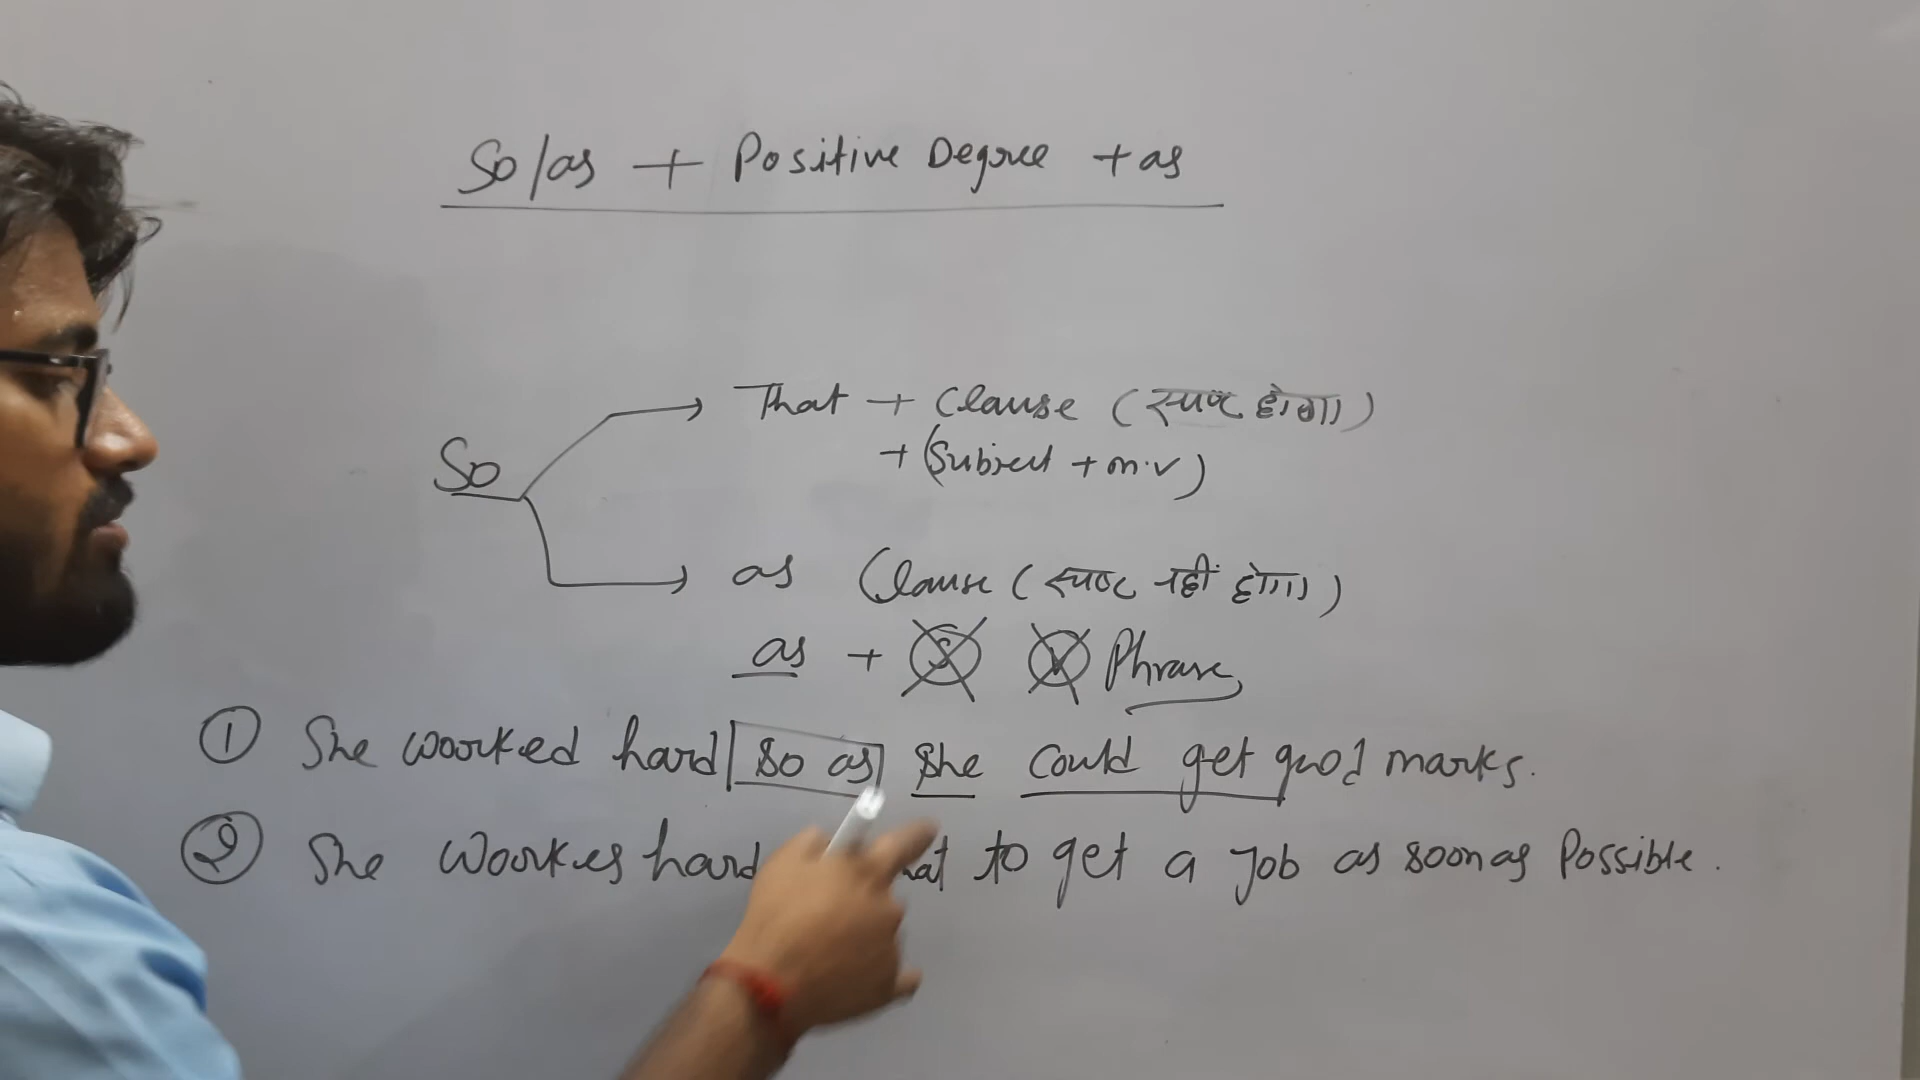 So/as + Positive Degree + as
So
That + Clause (स्पष्ट होगा)
+ (Subject + m.v)
as Clause (स्पष्ट नहीं होगा)
as + S V Phrase
① She worked hard so as she could get good marks.
② She workes hard to get a job as soon as Possible.